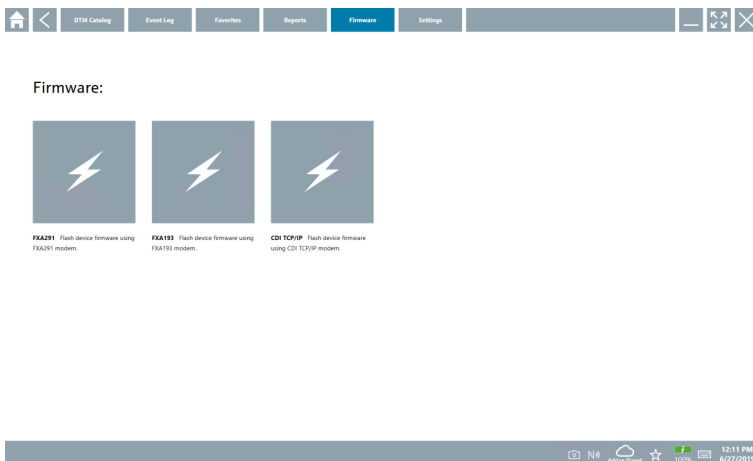 DTM Catalog
Event Log
Favorites
Reports
Firmware
Settings
Firmware:
FXA291 Flash device firmware using
FXA291 modem.
FXA193 Flash device firmware using
FXA193 modem.
CDI TCP/IP Flash device firmware
using CDI TCP/IP modem.
100%
12:11 PM